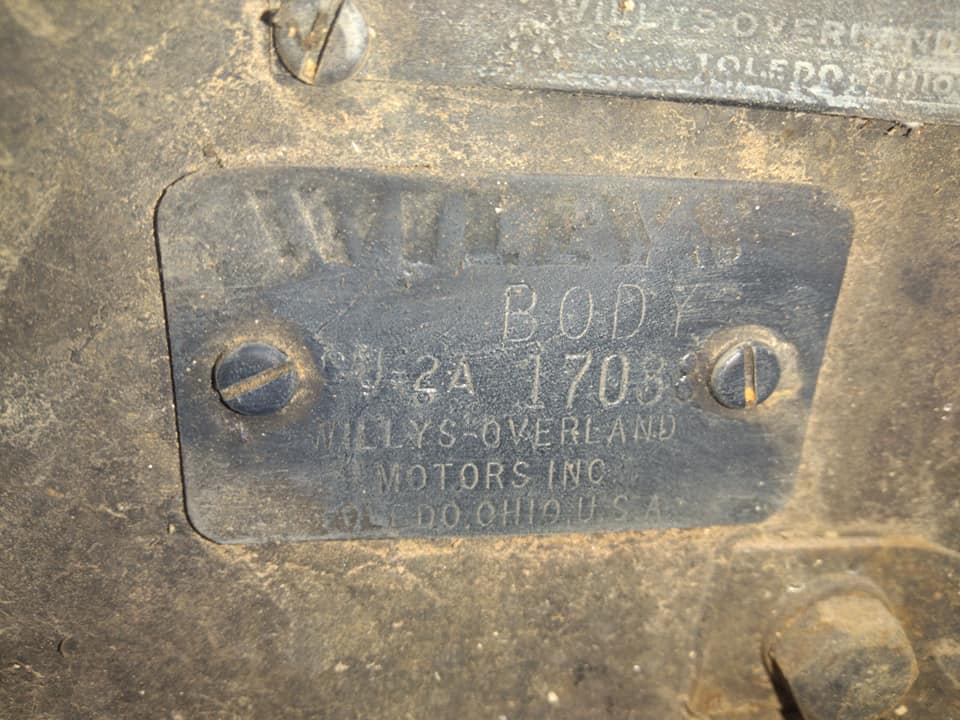 WILLYS-OVERLAND
TOLEDO, OHIO
WILLYS
BODY
CJ-2A
WILLYS-OVERLAND
MOTORS INC
TOLEDO, OHIO, U.S.A.